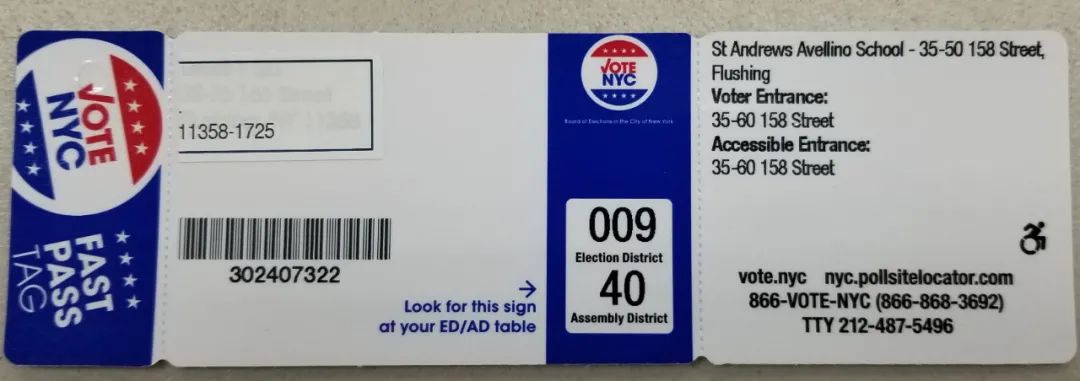 VOTE
NYC
FAST
PASS
TAG
11358-1725
302407322
Look for this sign
at your ED/AD table
VOTE
NYC
Board of Elections in the City of New York
009
Election District
40
Assembly District
St Andrews Avellino School - 35-50 158 Street,
Flushing
Voter Entrance:
35-60 158 Street
Accessible Entrance:
35-60 158 Street
vote.nyc nyc.pollsitelocator.com
866-VOTE-NYC (866-868-3692)
TTY 212-487-5496